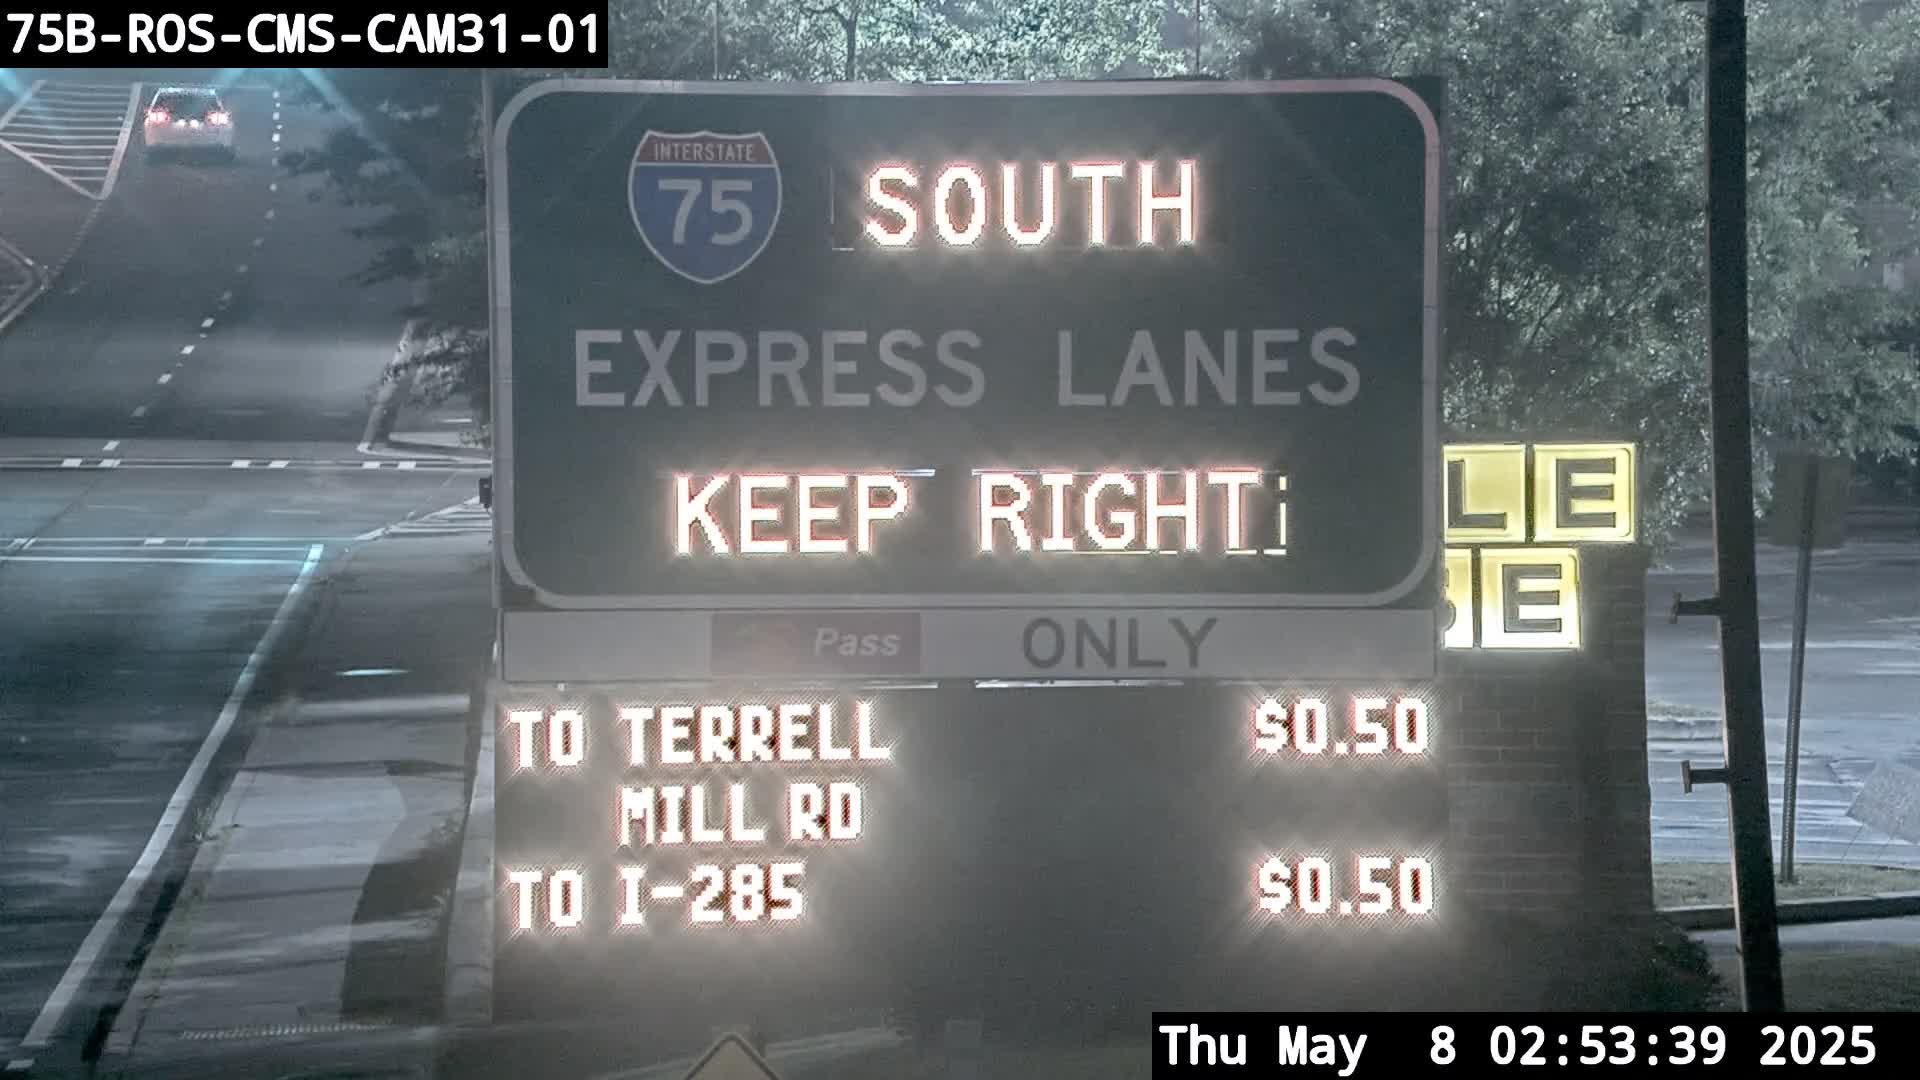 75B-ROS-CMS-CAM31-01
INTERSTATE
75
SOUTH
EXPRESS LANES
KEEP RIGHT
Pass ONLY
TO TERRELL $0.50
MILL RD
TO I-285 $0.50
LE
E
Thu May 8 02:53:39 2025